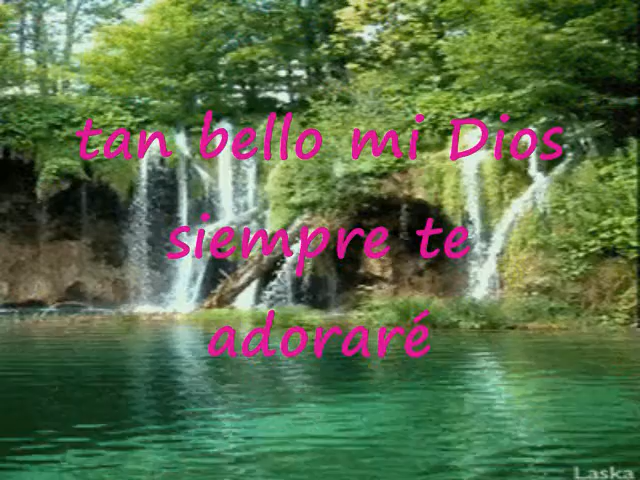 tan bello mi Dios
siempre te
adoraré
Laska